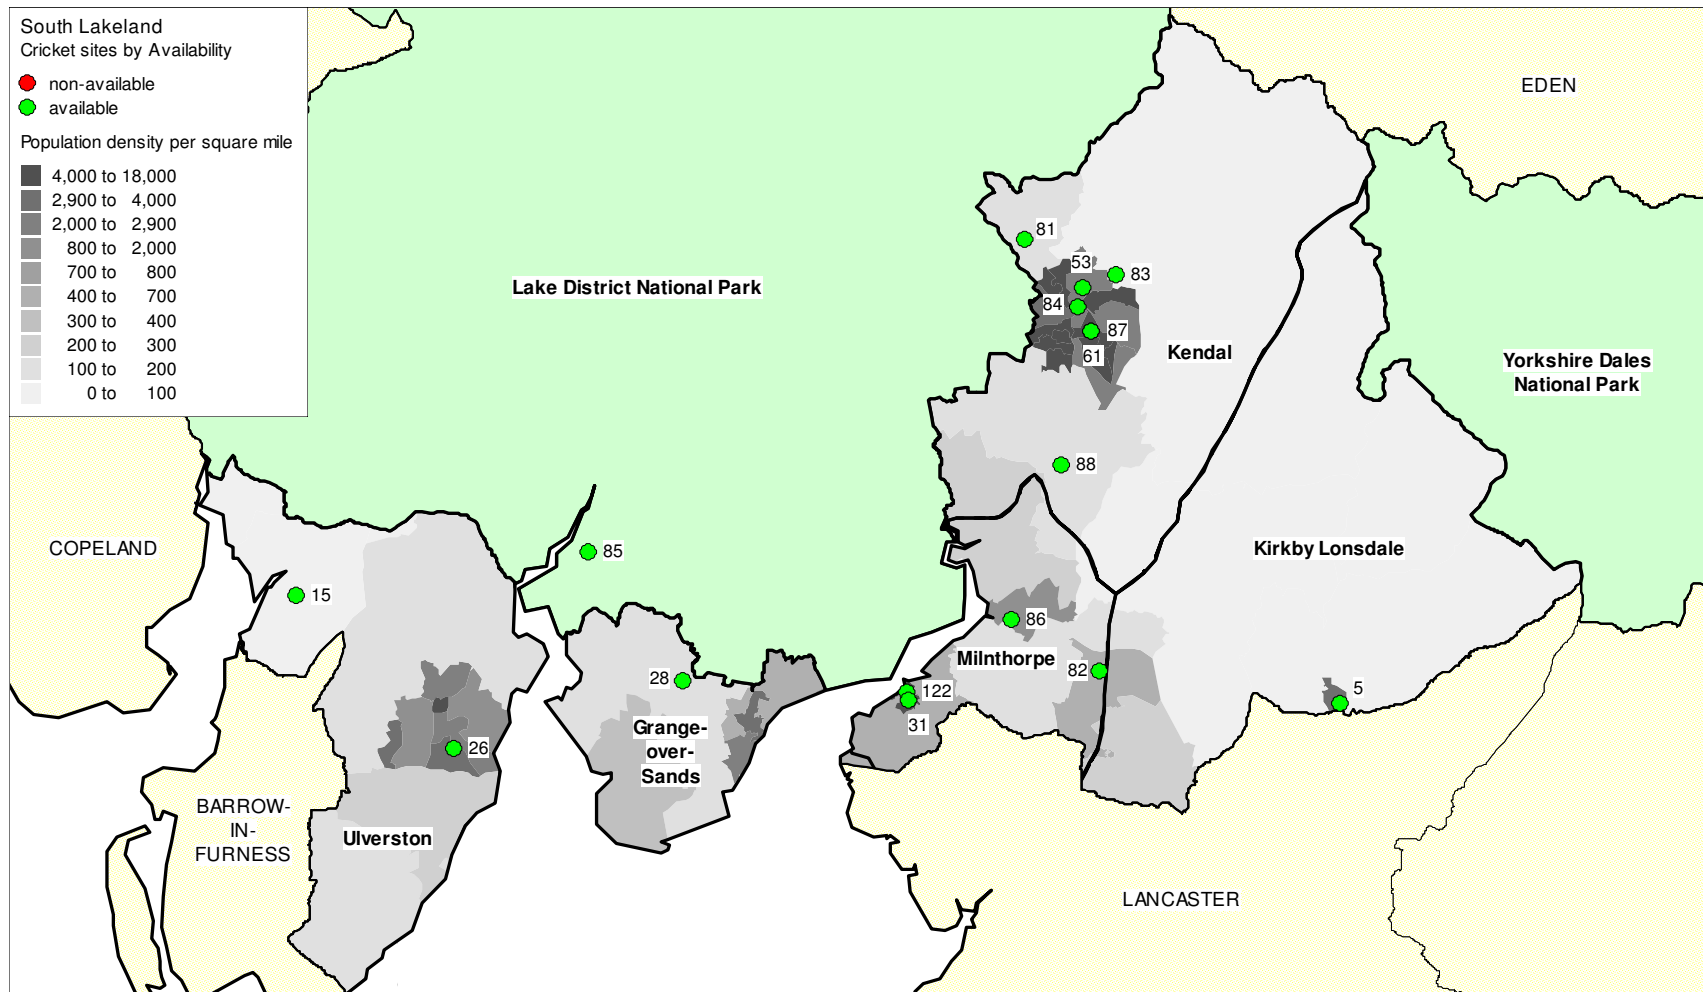 South Lakeland
Cricket sites by Availability
non-available
available
Population density per square mile
4,000 to 18,000
2,900 to 4,000
2,000 to 2,900
800 to 2,000
700 to 800
400 to 700
300 to 400
200 to 300
100 to 200
0 to 100
EDEN
81
53
83
Lake District National Park
84
87
61
Kendal
Yorkshire Dales
National Park
88
COPELAND
85
Kirkby Lonsdale
15
86
Milnthorpe
82
28
122
5
31
Grange-
over-
Sands
26
BARROW-
IN-
FURNESS
Ulverston
LANCASTER